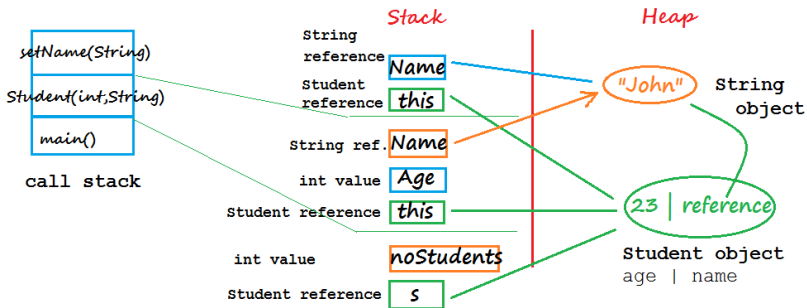 Stack
Heap
setName(String)
Student(int,String)
main()
call stack
String
reference
Name
Student
reference
this
String ref.
Name
int value
Age
Student reference
this
int value
noStudents
Student reference
s
"John"
String
object
23 | reference
Student object
age | name